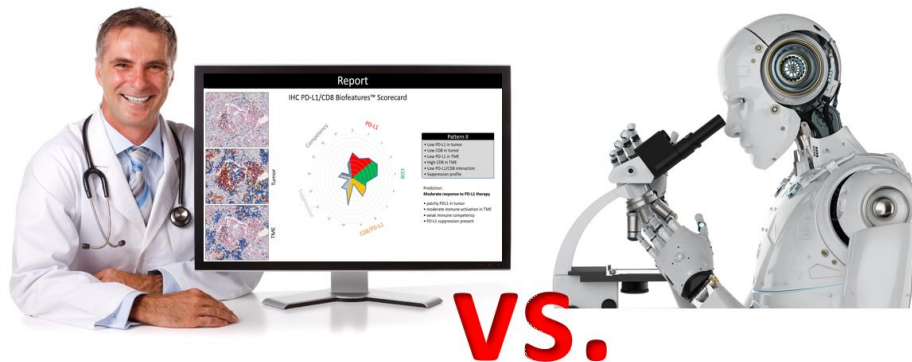 Report
IHC PD-L1/CD8 Biofeatures™ Scorecard
Competency
PD-L1
CD8
CD8/PD-L1
Tumor
TME
Pattern II
• Low PD-L1 in tumor
• Low CD8 in tumor
• Low PD-L1 in TME
• High CD8 in TME
• Low PD-L1/CD8 interaction
• Suppression profile
Prediction:
Moderate response to PD-L1 therapy
• patchy PDL1 in tumor
• moderate immune activation in TME
• weak immune competency
• PD-L1 suppression present
VS.